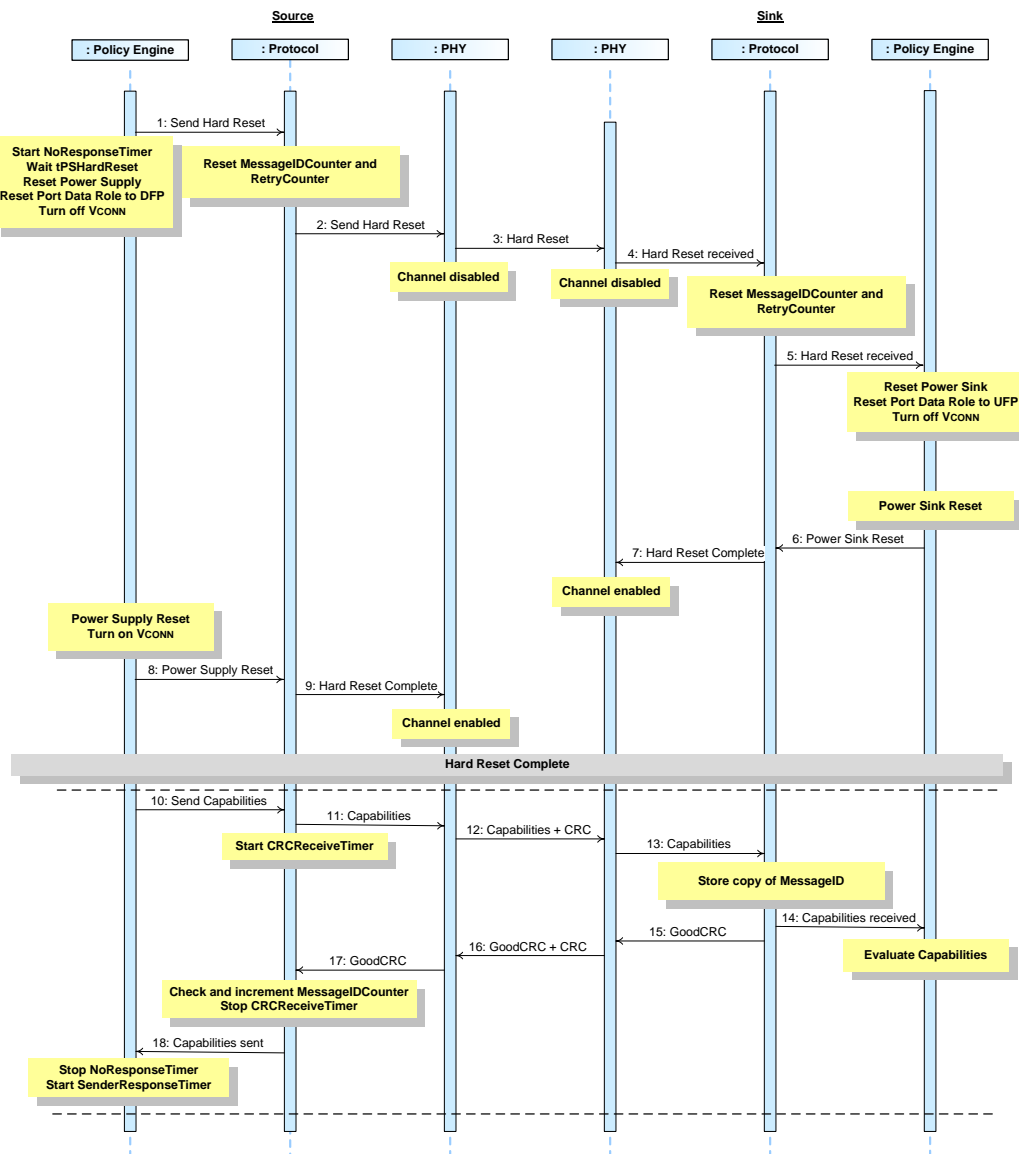 Source
Sink
: Policy Engine
: Protocol
: PHY
: PHY
: Protocol
: Policy Engine
1: Send Hard Reset
Start NoResponseTimer
Wait tPSHardReset
Reset Power Supply
Reset Port Data Role to DFP
Turn off VCONN
Reset MessageIDCounter and
RetryCounter
2: Send Hard Reset
3: Hard Reset
4: Hard Reset received
Channel disabled
Channel disabled
Reset MessageIDCounter and
RetryCounter
5: Hard Reset received
Reset Power Sink
Reset Port Data Role to UFP
Turn off VCONN
Power Sink Reset
6: Power Sink Reset
7: Hard Reset Complete
Channel enabled
Power Supply Reset
Turn on VCONN
8: Power Supply Reset
9: Hard Reset Complete
Channel enabled
Hard Reset Complete
10: Send Capabilities
11: Capabilities
12: Capabilities + CRC
Start CRCReceiveTimer
13: Capabilities
Store copy of MessageID
14: Capabilities received
15: GoodCRC
16: GoodCRC + CRC
17: GoodCRC
Evaluate Capabilities
Check and increment MessageIDCounter
Stop CRCReceiveTimer
18: Capabilities sent
Stop NoResponseTimer
Start SenderResponseTimer